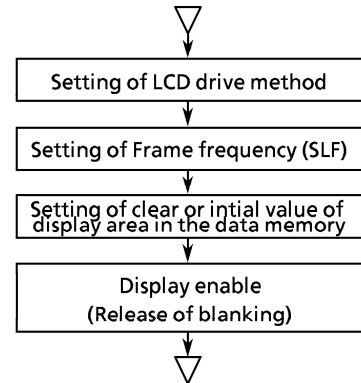 Setting of LCD drive method
Setting of Frame frequency (SLF)
Setting of clear or intial value of
display area in the data memory
Display enable
(Release of blanking)